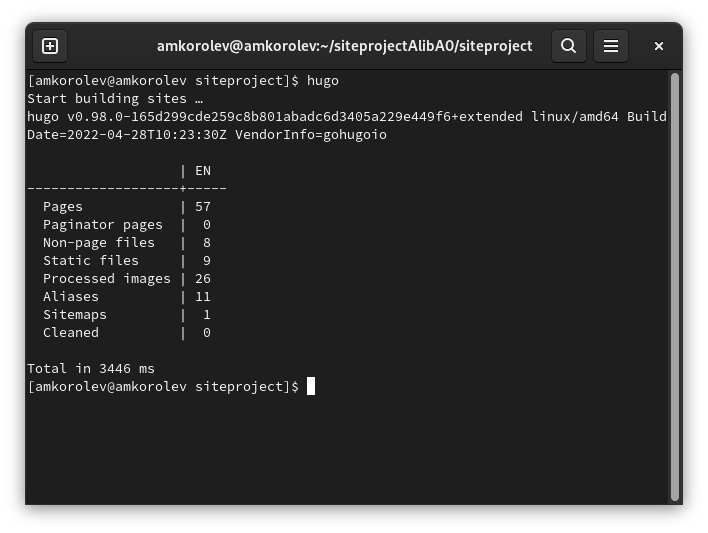 amkorolev@amkorolev:~/siteprojectAlibA0/siteproject
[amkorolev@amkorolev siteproject]$ hugo
Start building sites …
hugo v0.98.0-165d299cde259c8b801abadc6d3405a229e449f6+extended linux/amd64 Build
Date=2022-04-28T10:23:30Z VendorInfo=gohugoio
                   | EN
-------------------+-----
  Pages            | 57
  Paginator pages  |  0
  Non-page files   |  8
  Static files     |  9
  Processed images | 26
  Aliases          | 11
  Sitemaps         |  1
  Cleaned          |  0
Total in 3446 ms
[amkorolev@amkorolev siteproject]$